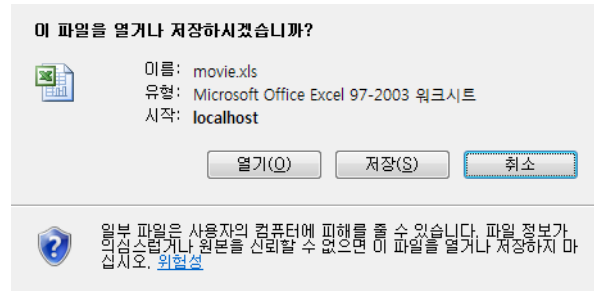 이 파일을 열거나 저장하시겠습니까?
이름: movie.xls
유형: Microsoft Office Excel 97-2003 워크시트
시작: localhost
열기(O) 저장(S) 취소
일부 파일은 사용자의 컴퓨터에 피해를 줄 수 있습니다. 파일 정보가
의심스럽거나 원본을 신뢰할 수 없으면 이 파일을 열거나 저장하지 마
십시오. 위험성